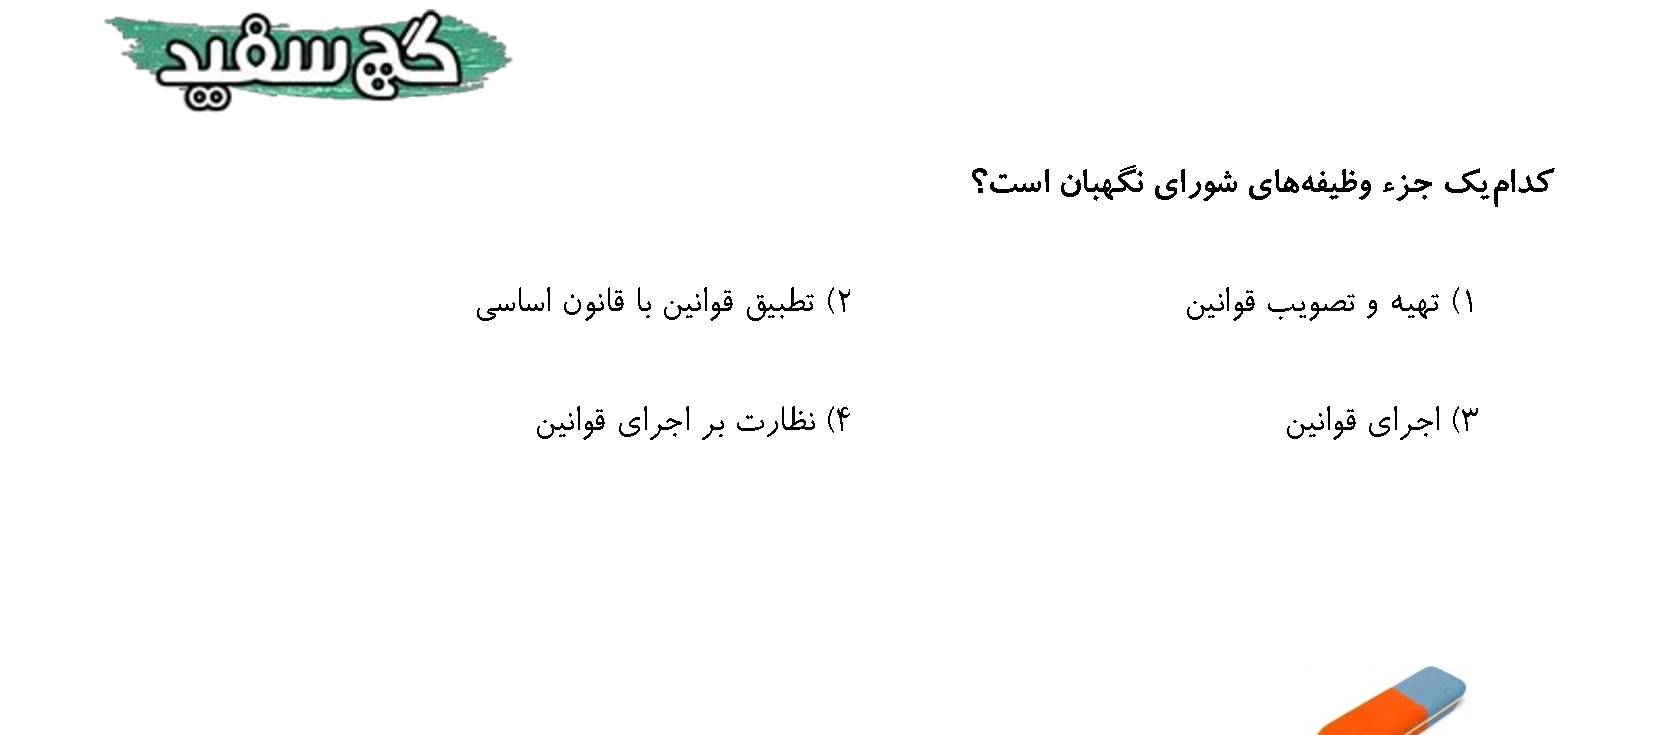 گچ سفید
کدام‌یک جزء وظیفه‌های شورای نگهبان است؟
۱) تهیه و تصویب قوانین ۲) تطبیق قوانین با قانون اساسی
۳) اجرای قوانین ۴) نظارت بر اجرای قوانین